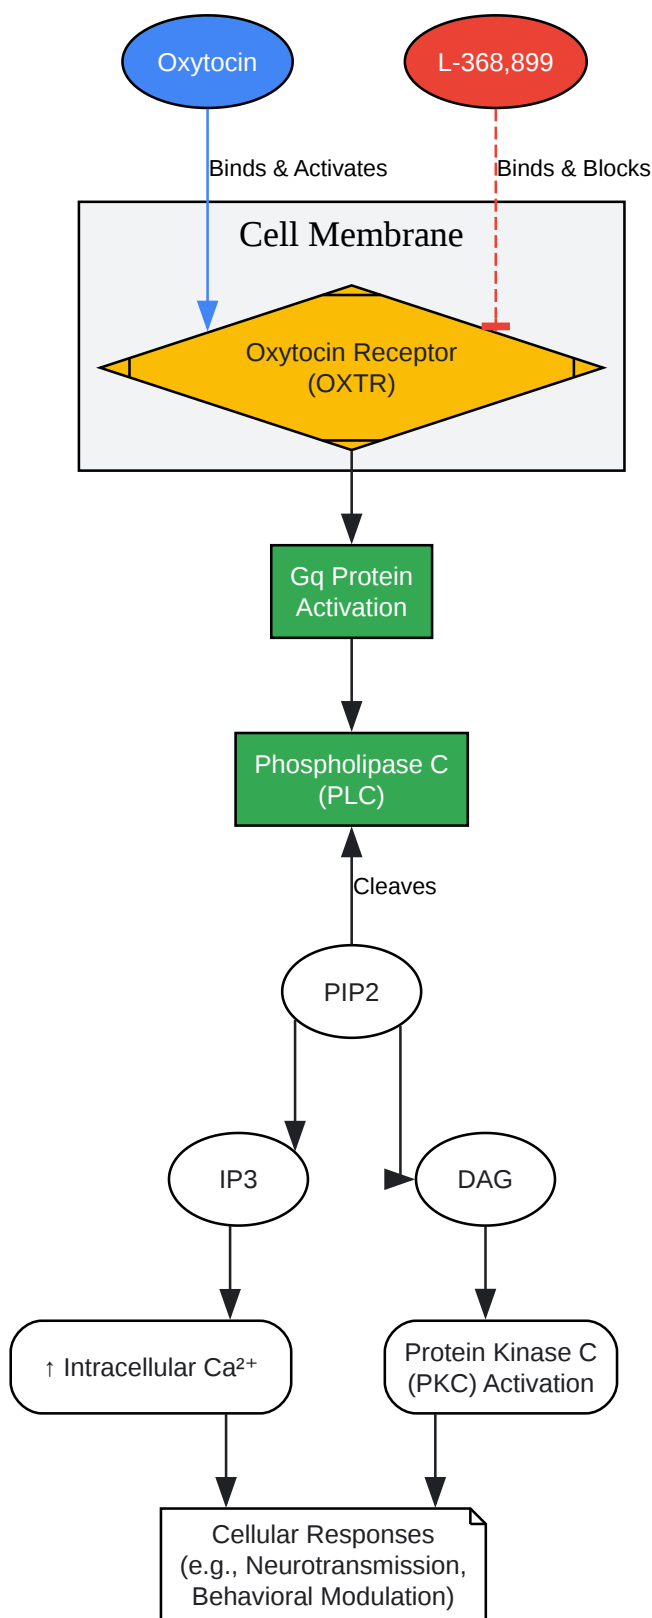 Oxytocin
L-368,899
Binds & Activates
Binds & Blocks
Cell Membrane
Oxytocin Receptor
(OXTR)
Gq Protein
Activation
Phospholipase C
(PLC)
Cleaves
PIP2
IP3
DAG
↑ Intracellular Ca²⁺
Protein Kinase C
(PKC) Activation
Cellular Responses
(e.g., Neurotransmission,
Behavioral Modulation)